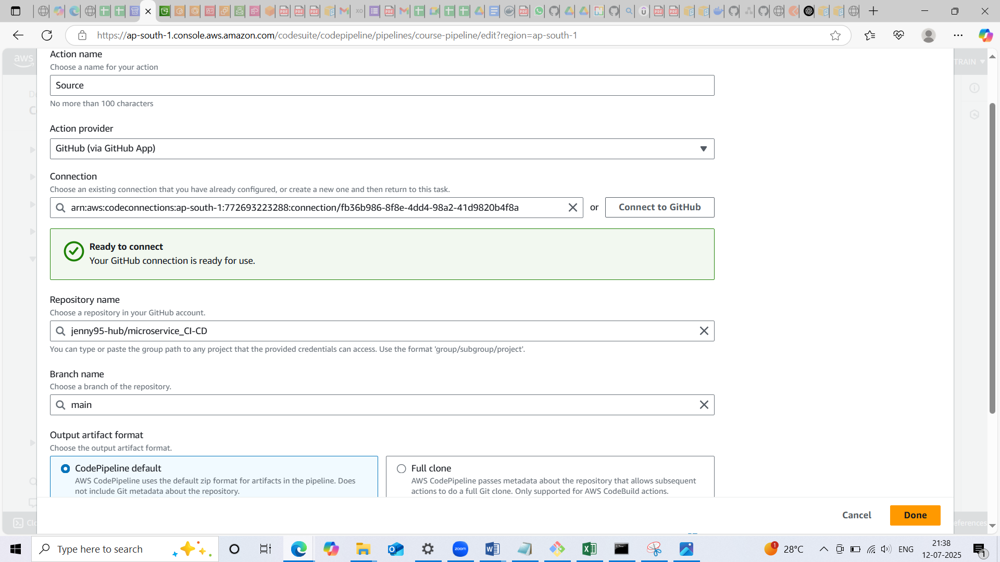 https://ap-south-1.console.aws.amazon.com/codesuite/codepipeline/pipelines/course-pipeline/edit?region=ap-south-1
aws
TRAIN
Action name
Choose a name for your action
Source
No more than 100 characters
Action provider
GitHub (via GitHub App)
Connection
Choose an existing connection that you have already configured, or create a new one and then return to this task.
arn:aws:codeconnections:ap-south-1:772693223288:connection/fb36b986-8f8e-4dd4-98a2-41d9820b4f8a
or
Connect to GitHub
Ready to connect
Your GitHub connection is ready for use.
Repository name
Choose a repository in your GitHub account.
jenny95-hub/microservice_CI-CD
You can type or paste the group path to any project that the provided credentials can access. Use the format 'group/subgroup/project'.
Branch name
Choose a branch of the repository.
main
Output artifact format
Choose the output artifact format.
CodePipeline default
AWS CodePipeline uses the default zip format for artifacts in the pipeline. Does
not include Git metadata about the repository.
Full clone
AWS CodePipeline passes metadata about the repository that allows subsequent
actions to do a full Git clone. Only supported for AWS CodeBuild actions.
Cancel
Done
Type here to search
zoom
1
28°C
ENG
21:38
12-07-2025
1